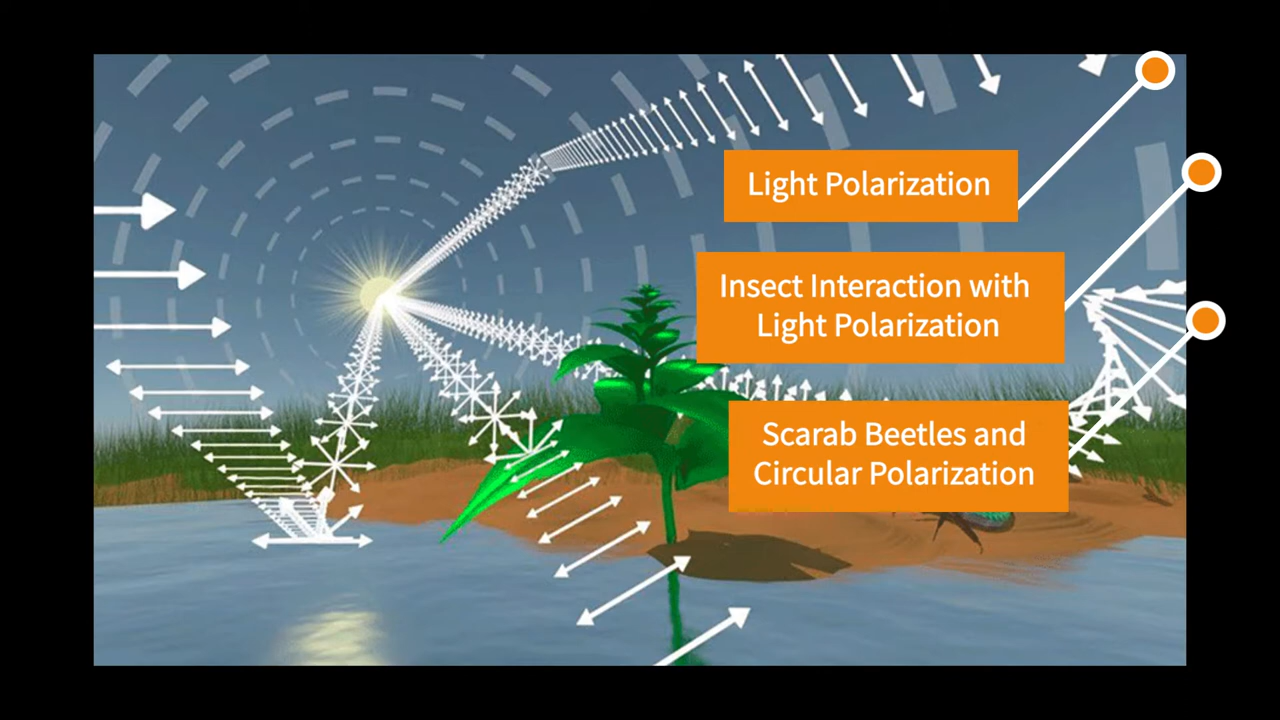 Light Polarization
Insect Interaction with
Light Polarization
Scarab Beetles and
Circular Polarization